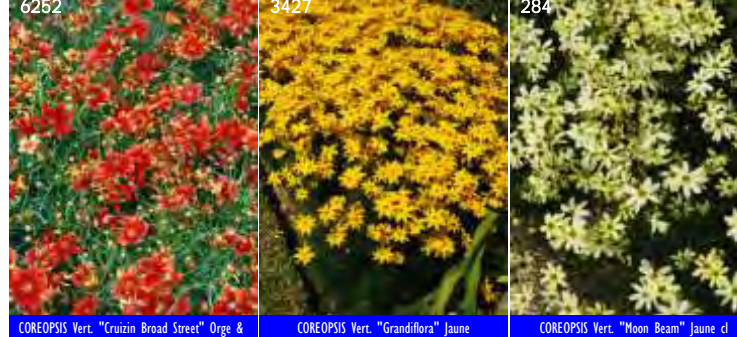 6252
3427
284
COREOPSIS Vert. "Cruizin Broad Street" Orge &
COREOPSIS Vert. "Grandiflora" Jaune
COREOPSIS Vert. "Moon Beam" Jaune cl